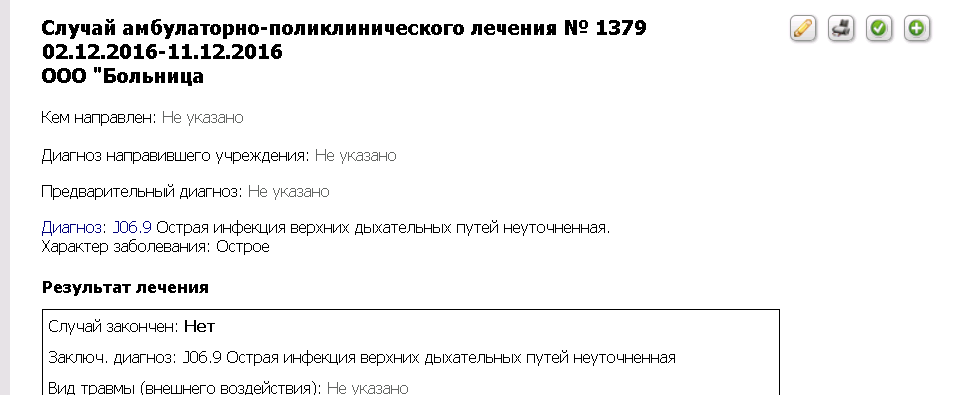 Случай амбулаторно-поликлинического лечения № 1379
02.12.2016-11.12.2016
ООО "Больница
Кем направлен: Не указано
Диагноз направившего учреждения: Не указано
Предварительный диагноз: Не указано
Диагноз: J06.9 Острая инфекция верхних дыхательных путей неуточненная.
Характер заболевания: Острое
Результат лечения
Случай закончен: Нет
Заключ. диагноз: J06.9 Острая инфекция верхних дыхательных путей неуточненная
Вид травмы (внешнего воздействия): Не указано